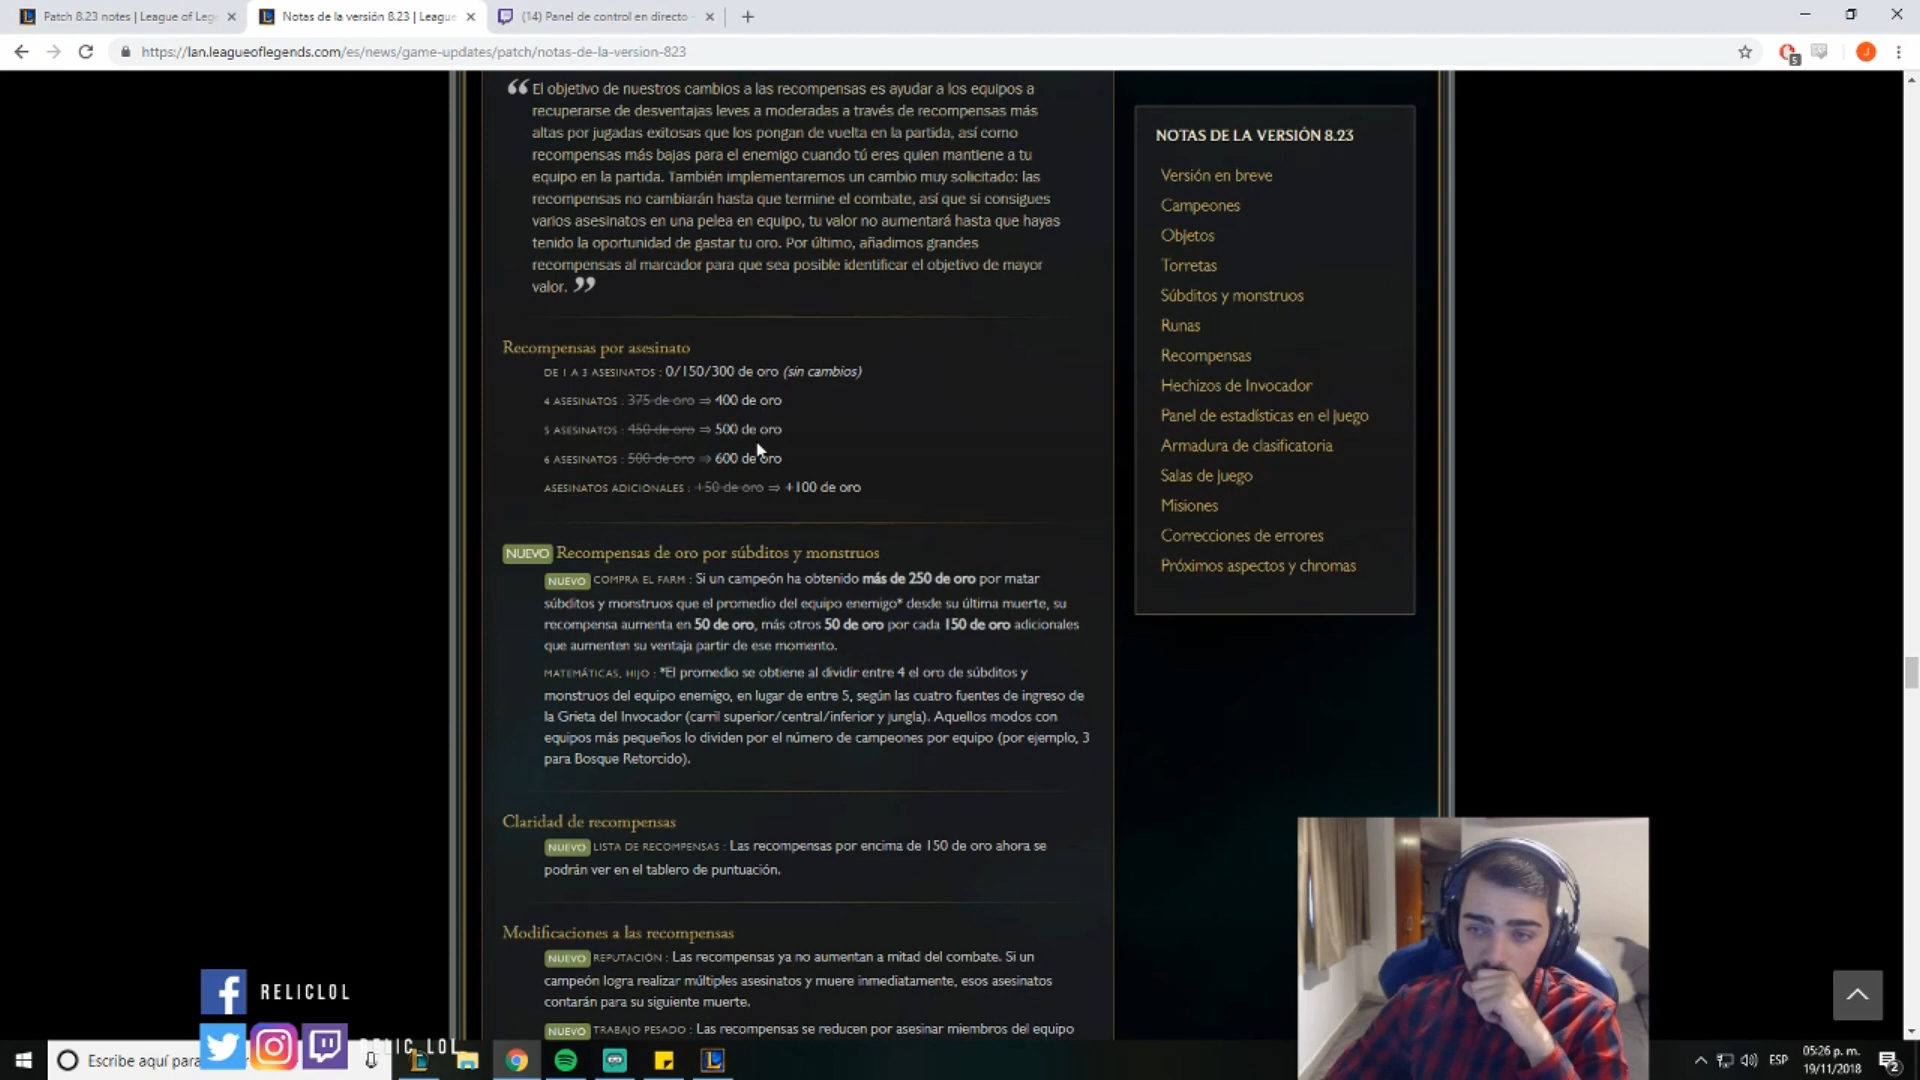 Patch 8.23 notes | League of Leg
Notas de la versión 8.23 | League
(14) Panel de control en directo -
https://lan.leagueoflegends.com/es/news/game-updates/patch/notas-de-la-version-823
5
J
“ El objetivo de nuestros cambios a las recompensas es ayudar a los equipos a
recuperarse de desventajas leves a moderadas a través de recompensas más
altas por jugadas exitosas que los pongan de vuelta en la partida, así como
recompensas más bajas para el enemigo cuando tú eres quien mantiene a tu
equipo en la partida. También implementaremos un cambio muy solicitado: las
recompensas no cambiarán hasta que termine el combate, así que si consigues
varios asesinatos en una pelea en equipo, tu valor no aumentará hasta que hayas
tenido la oportunidad de gastar tu oro. Por último, añadimos grandes
recompensas al marcador para que sea posible identificar el objetivo de mayor
valor. ”
Recompensas por asesinato
DE 1 A 3 ASESINATOS : 0/150/300 de oro (sin cambios)
4 ASESINATOS : 375 de oro ⇒ 400 de oro
5 ASESINATOS : 450 de oro ⇒ 500 de oro
6 ASESINATOS : 500 de oro ⇒ 600 de oro
ASESINATOS ADICIONALES : +50 de oro ⇒ +100 de oro
NUEVO Recompensas de oro por súbditos y monstruos
NUEVO COMPRA EL FARM : Si un campeón ha obtenido más de 250 de oro por matar
súbditos y monstruos que el promedio del equipo enemigo* desde su última muerte, su
recompensa aumenta en 50 de oro, más otros 50 de oro por cada 150 de oro adicionales
que aumenten su ventaja partir de ese momento.
MATEMÁTICAS, HIJO : *El promedio se obtiene al dividir entre 4 el oro de súbditos y
monstruos del equipo enemigo, en lugar de entre 5, según las cuatro fuentes de ingreso de
la Grieta del Invocador (carril superior/central/inferior y jungla). Aquellos modos con
equipos más pequeños lo dividen por el número de campeones por equipo (por ejemplo, 3
para Bosque Retorcido).
Claridad de recompensas
NUEVO LISTA DE RECOMPENSAS : Las recompensas por encima de 150 de oro ahora se
podrán ver en el tablero de puntuación.
Modificaciones a las recompensas
NUEVO REPUTACIÓN : Las recompensas ya no aumentan a mitad del combate. Si un
campeón logra realizar múltiples asesinatos y muere inmediatamente, esos asesinatos
contarán para su siguiente muerte.
NUEVO TRABAJO PESADO : Las recompensas se reducen por asesinar miembros del equipo
NOTAS DE LA VERSIÓN 8.23
Versión en breve
Campeones
Objetos
Torretas
Súbditos y monstruos
Runas
Recompensas
Hechizos de Invocador
Panel de estadísticas en el juego
Armadura de clasificatoria
Salas de juego
Misiones
Correcciones de errores
Próximos aspectos y chromas
RELICLOL
RELIC_LOL
Escribe aquí para
ESP
05:26 p. m.
19/11/2018
2